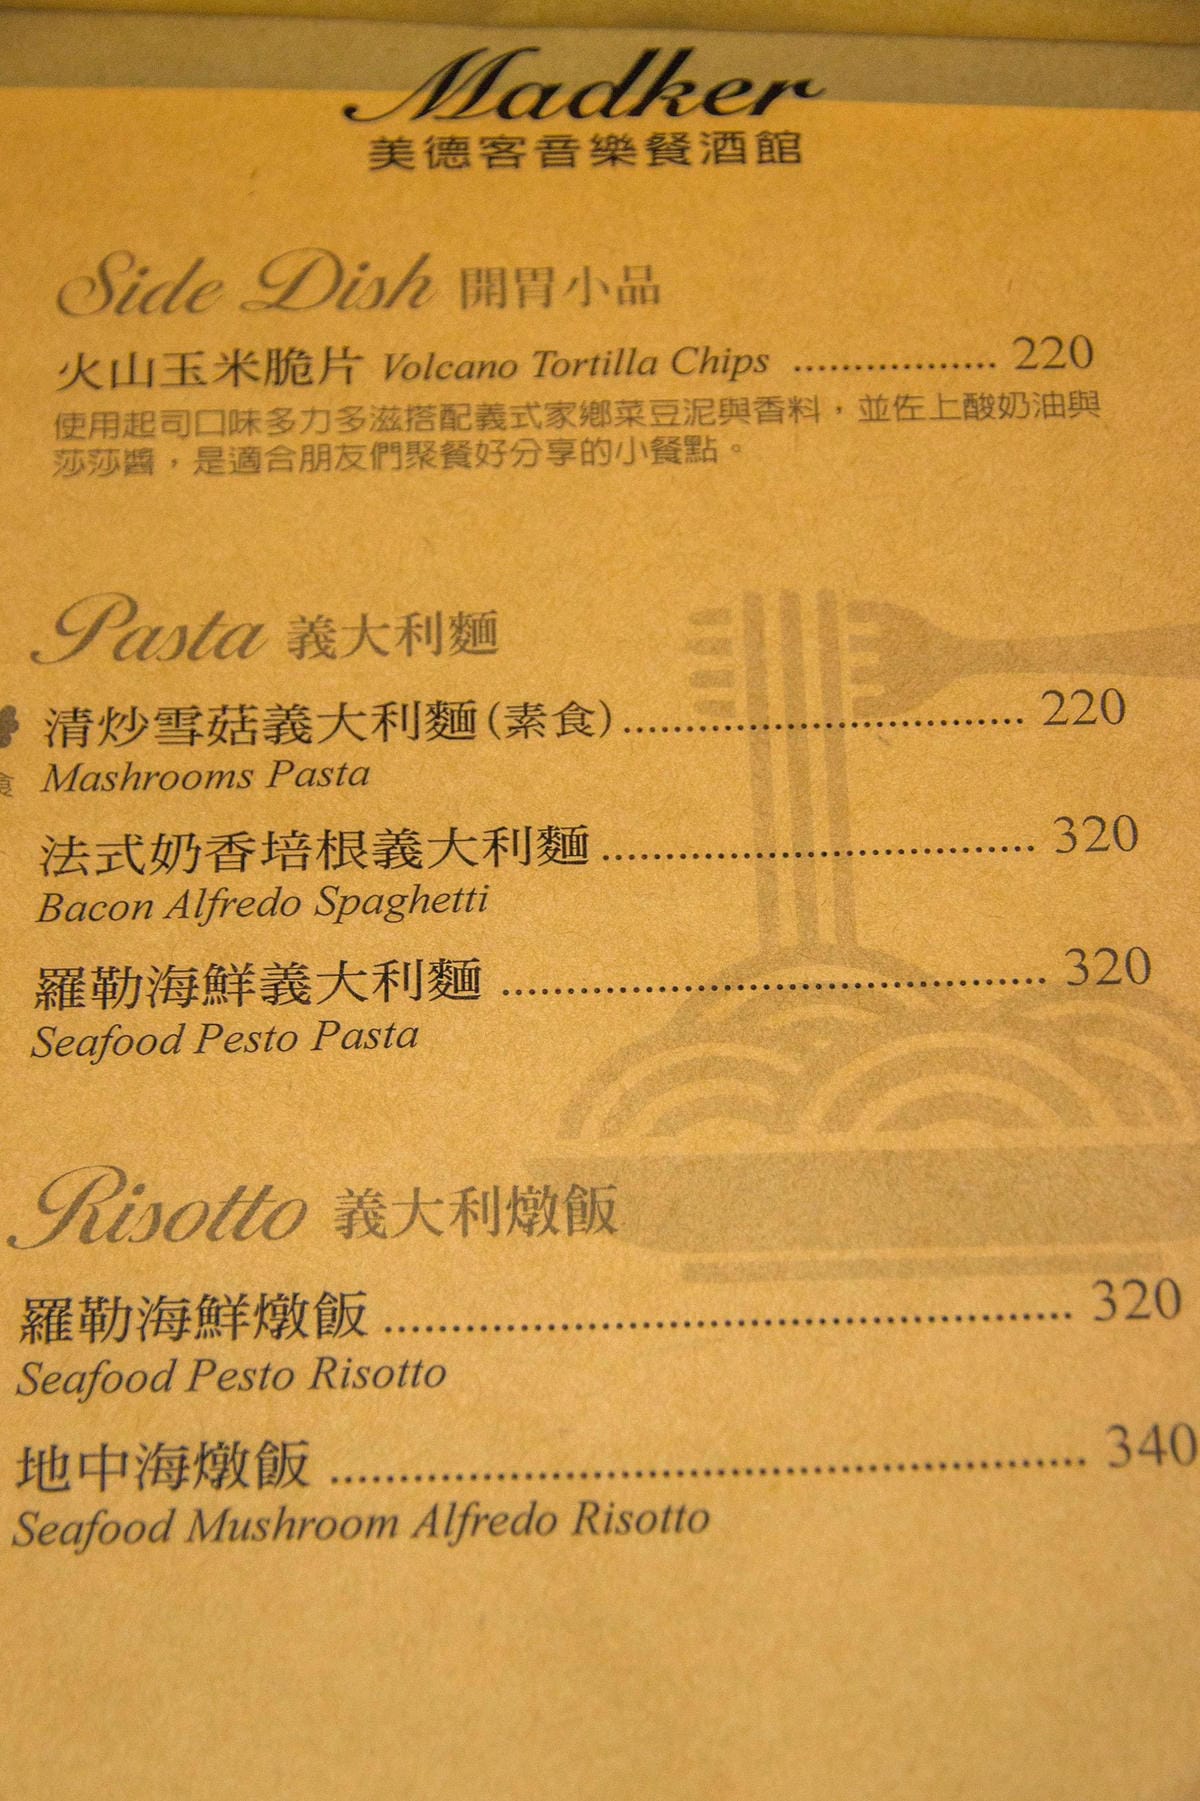 Madker
美德客音樂餐酒館
Side Dish 開胃小品
火山玉米脆片 Volcano Tortilla Chips ................. 220
使用起司口味多力多滋搭配義式家鄉菜豆泥與香料，並佐上酸奶油與
莎莎醬，是適合朋友們聚餐好分享的小餐點。
Pasta 義大利麵
清炒雪菇義大利麵(素食)................................ 220
食
Mashrooms Pasta
法式奶香培根義大利麵.................................. 320
Bacon Alfredo Spaghetti
羅勒海鮮義大利麵 .......................................... 320
Seafood Pesto Pasta
Risotto 義大利燉飯
羅勒海鮮燉飯 ..................................................... 320
Seafood Pesto Risotto
地中海燉飯 .......................................................... 340
Seafood Mushroom Alfredo Risotto